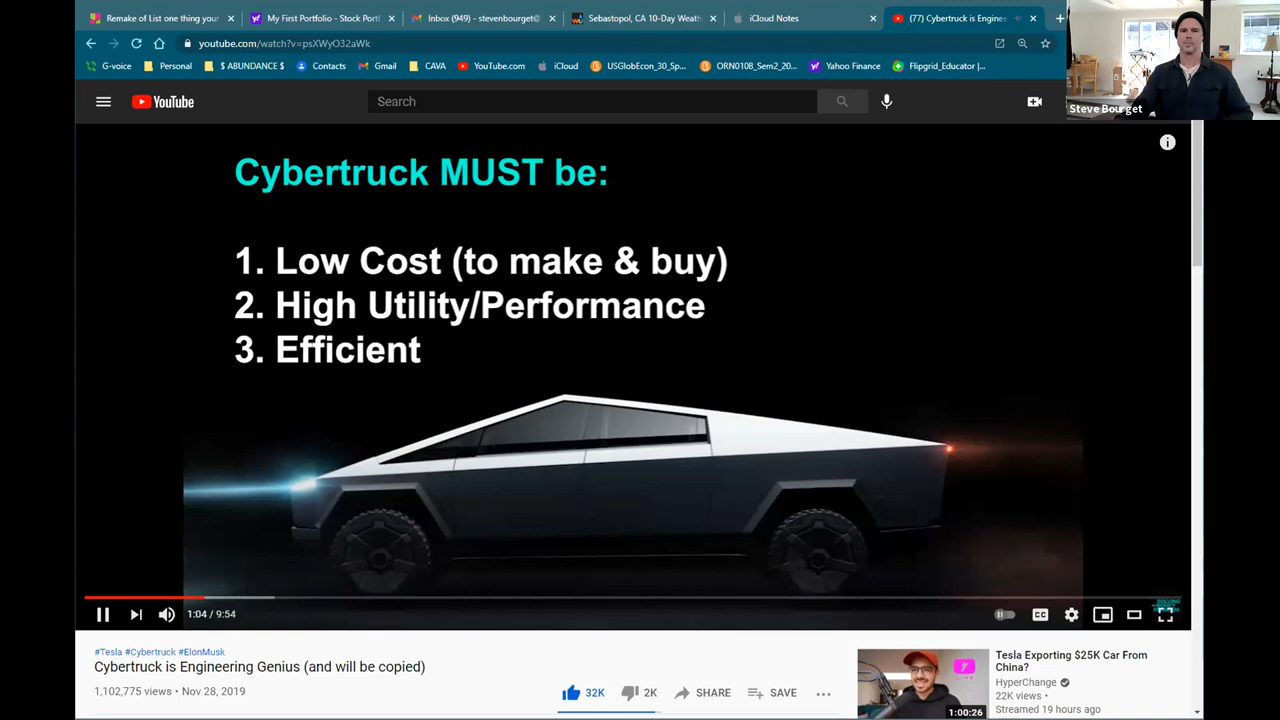 Remake of List one thing your
My First Portfolio - Stock Portf
Inbox (949) - stevenbourget@
Sebastopol, CA 10-Day Weath
iCloud Notes
(77) Cybertruck is Enginee
youtube.com/watch?v=psXWyO32aWk
G-voice
Personal
$ ABUNDANCE $
Contacts
Gmail
CAVA
YouTube.com
iCloud
USGlobEcon_30_Sp...
ORN010B_Sem2_20...
Yahoo Finance
Flipgrid_Educator |...
Steve Bourget
YouTube
Search
Cybertruck MUST be:
1. Low Cost (to make & buy)
2. High Utility/Performance
3. Efficient
1:04 / 9:54
CC
#Tesla #Cybertruck #ElonMusk
Cybertruck is Engineering Genius (and will be copied)
1,102,775 views • Nov 28, 2019
32K
2K
SHARE
SAVE
Tesla Exporting $25K Car From
China?
HyperChange
22K views •
Streamed 19 hours ago
1:00:26